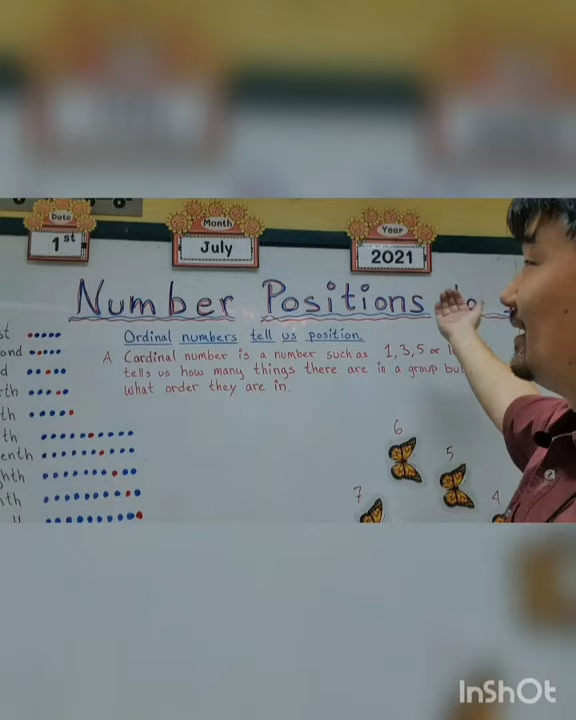 Date
1st
Month
July
Year
2021
Number Positions
Ordinal numbers tell us position.
A Cardinal number is a number such as 1, 3, 5 or
tells us how many things there are in a group
what order they are in.
6
5
7
4
InShOt